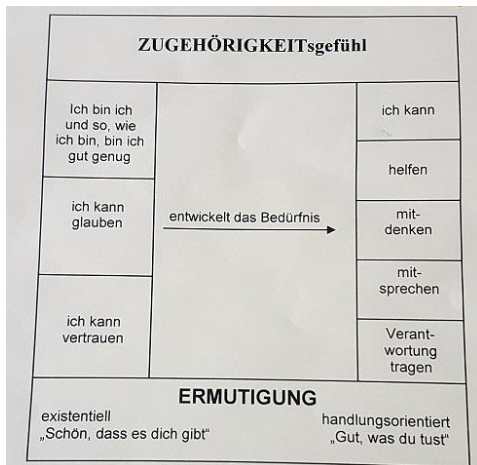 ZUGEHÖRIGKEITsgefühl
Ich bin ich
und so, wie
ich bin, bin ich
gut genug
ich kann
glauben
ich kann
vertrauen
entwickelt das Bedürfnis
ich kann
helfen
mit-
denken
mit-
sprechen
Verant-
wortung
tragen
ERMUTIGUNG
existentiell
„Schön, dass es dich gibt“
handlungsorientiert
„Gut, was du tust“